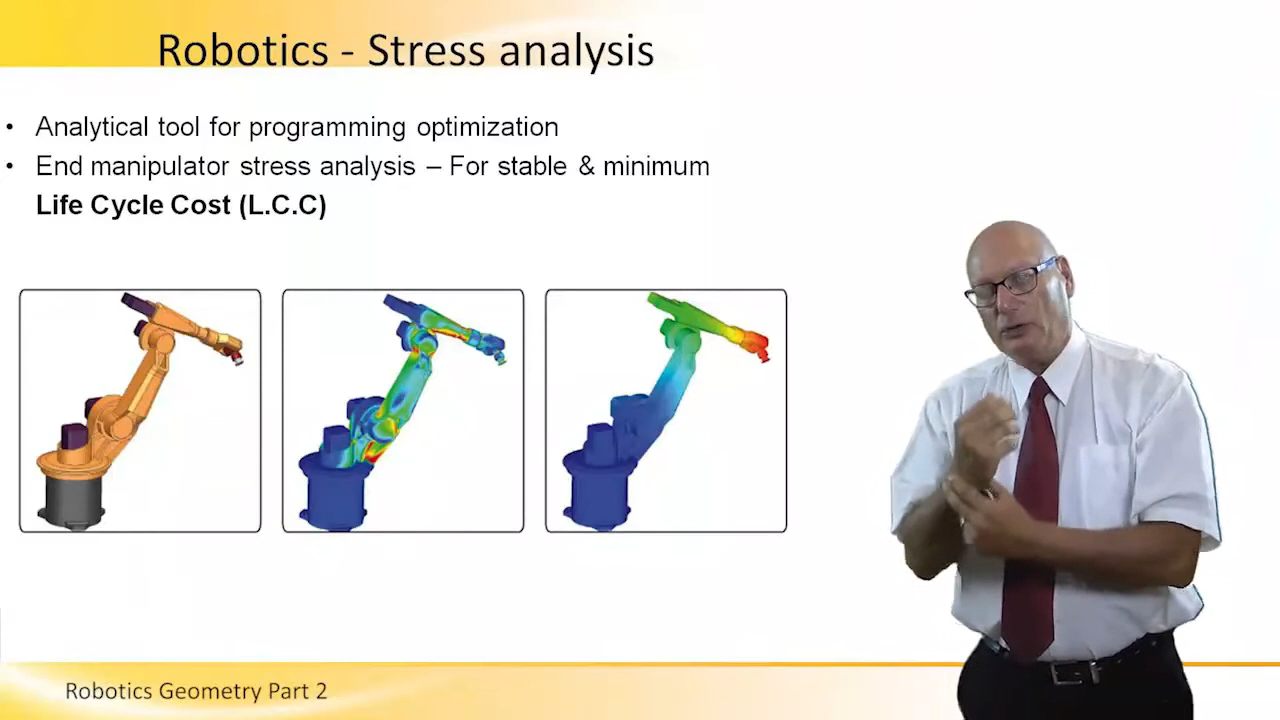 Robotics - Stress analysis
• Analytical tool for programming optimization
• End manipulator stress analysis – For stable & minimum
Life Cycle Cost (L.C.C)
Robotics Geometry Part 2